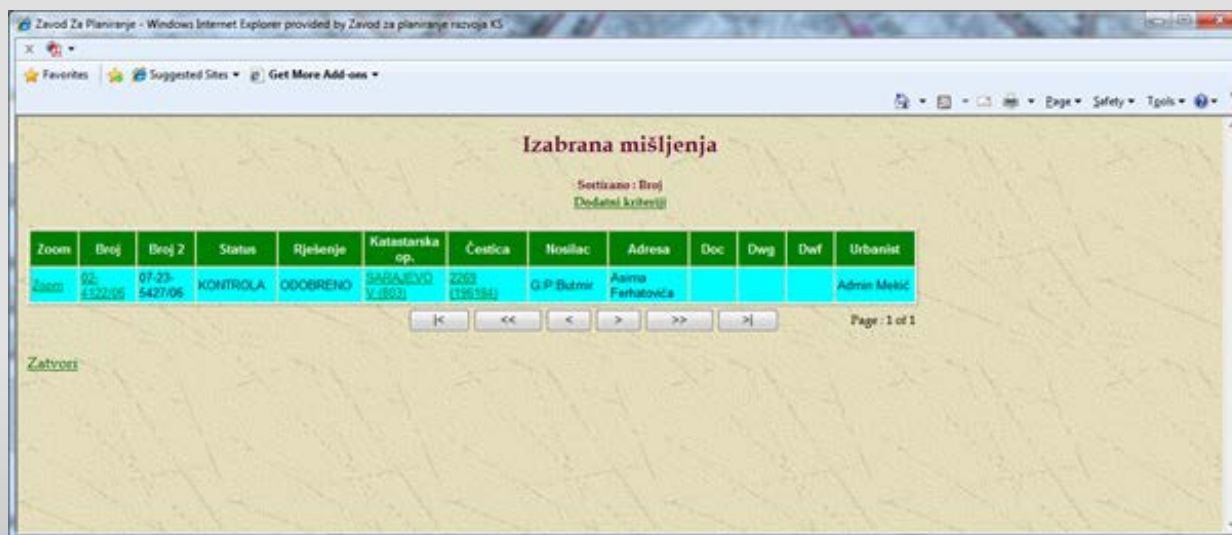 Zavod Za Planiranje - Windows Internet Explorer provided by Zavod za planiranje razvoja KS
x
Favorites Suggested Sites Get More Add-ons
Page Safety Tools
Izabrana mišljenja
Sortirano : Broj
Dodatni kriteriji
Zoom Broj Broj 2 Status Rješenje Katastarska op. Čestica Nosilac Adresa Doc Dwg Dwf Urbanist
Zoom 02-4122/06 07-23-5427/06 KONTROLA ODOBRENO SARAJEVO V (803) 2269 (196184) G.P.Butmir Asima Ferhatovića Admin Mekić
|< << < > >> >| Page : 1 of 1
Zatvori